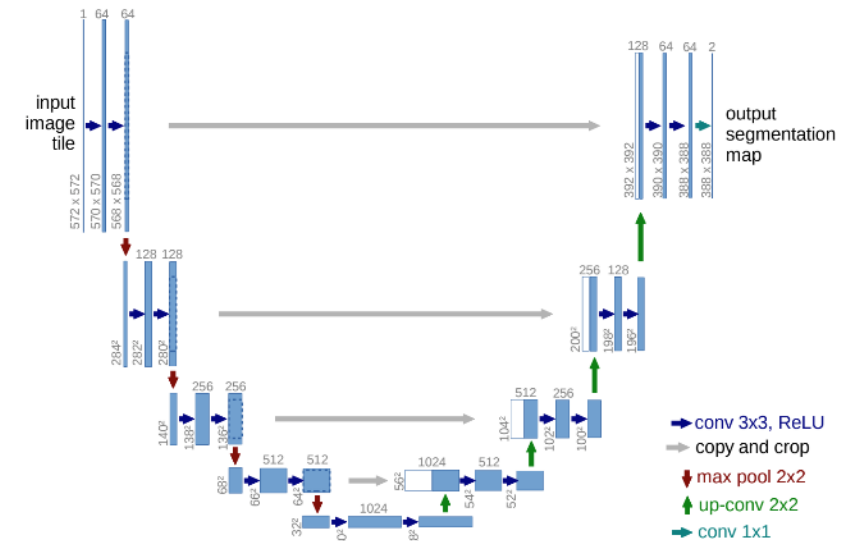 1 64 64
128 64 64 2
input
image
tile
output
segmentation
map
572 x 572
570 x 570
568 x 568
392 x 392
390 x 390
388 x 388
388 x 388
128 128
256 128
284²
282²
280²
200²
198²
196²
256 256
512 256
140²
138²
136²
104²
102²
100²
512 512
1024 512
68²
66²
64²
56²
54²
52²
1024
32²
0²
8²
conv 3x3, ReLU
copy and crop
max pool 2x2
up-conv 2x2
conv 1x1